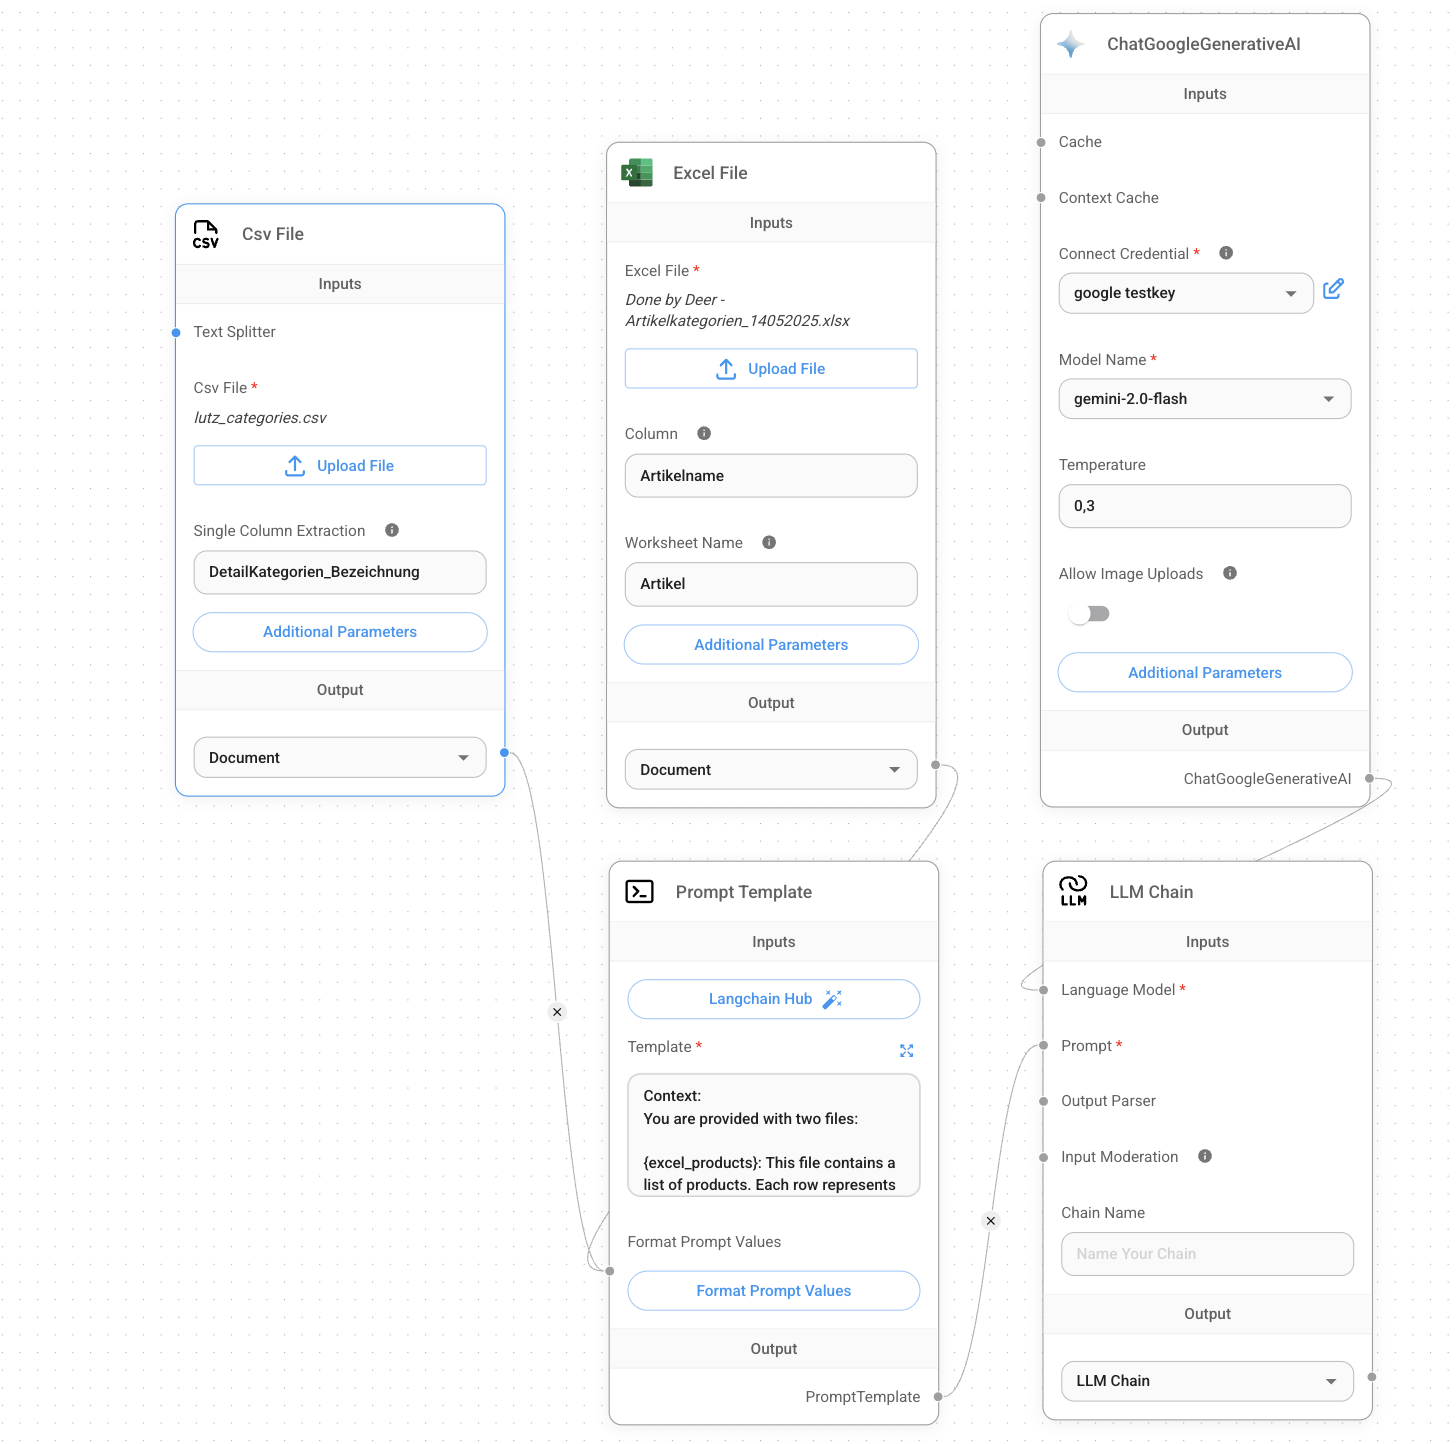 CSV
Csv File
Inputs
Text Splitter
Csv File *
lutz_categories.csv
Upload File
Single Column Extraction
DetailKategorien_Bezeichnung
Additional Parameters
Output
Document
X
Excel File
Inputs
Excel File *
Done by Deer -
Artikelkategorien_14052025.xlsx
Upload File
Column
Artikelname
Worksheet Name
Artikel
Additional Parameters
Output
Document
ChatGoogleGenerativeAI
Inputs
Cache
Context Cache
Connect Credential *
google testkey
Model Name *
gemini-2.0-flash
Temperature
0,3
Allow Image Uploads
Additional Parameters
Output
ChatGoogleGenerativeAI
Prompt Template
Inputs
Langchain Hub
Template *
Context:
You are provided with two files:
{excel_products}: This file contains a
list of products. Each row represents
Format Prompt Values
Format Prompt Values
Output
PromptTemplate
LLM
LLM Chain
Inputs
Language Model *
Prompt *
Output Parser
Input Moderation
Chain Name
Name Your Chain
Output
LLM Chain